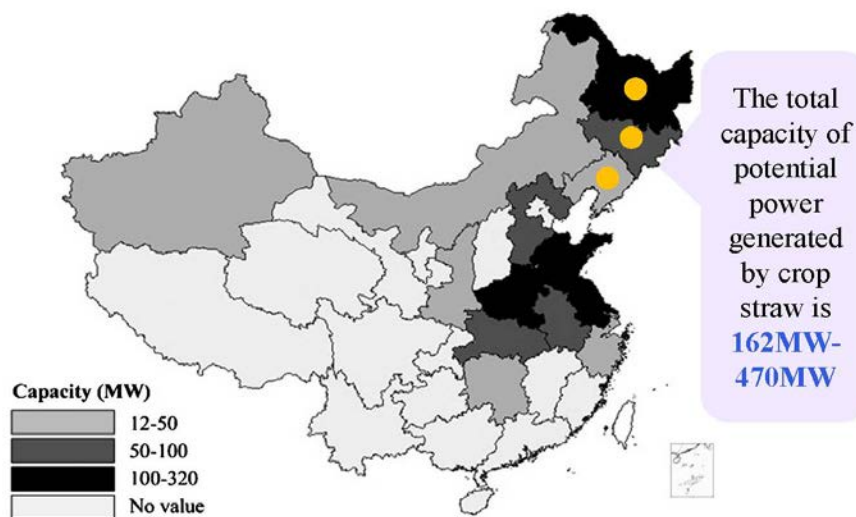 The total
capacity of
potential
power
generated
by crop
straw is
162MW-
470MW
Capacity (MW)
12-50
50-100
100-320
No value